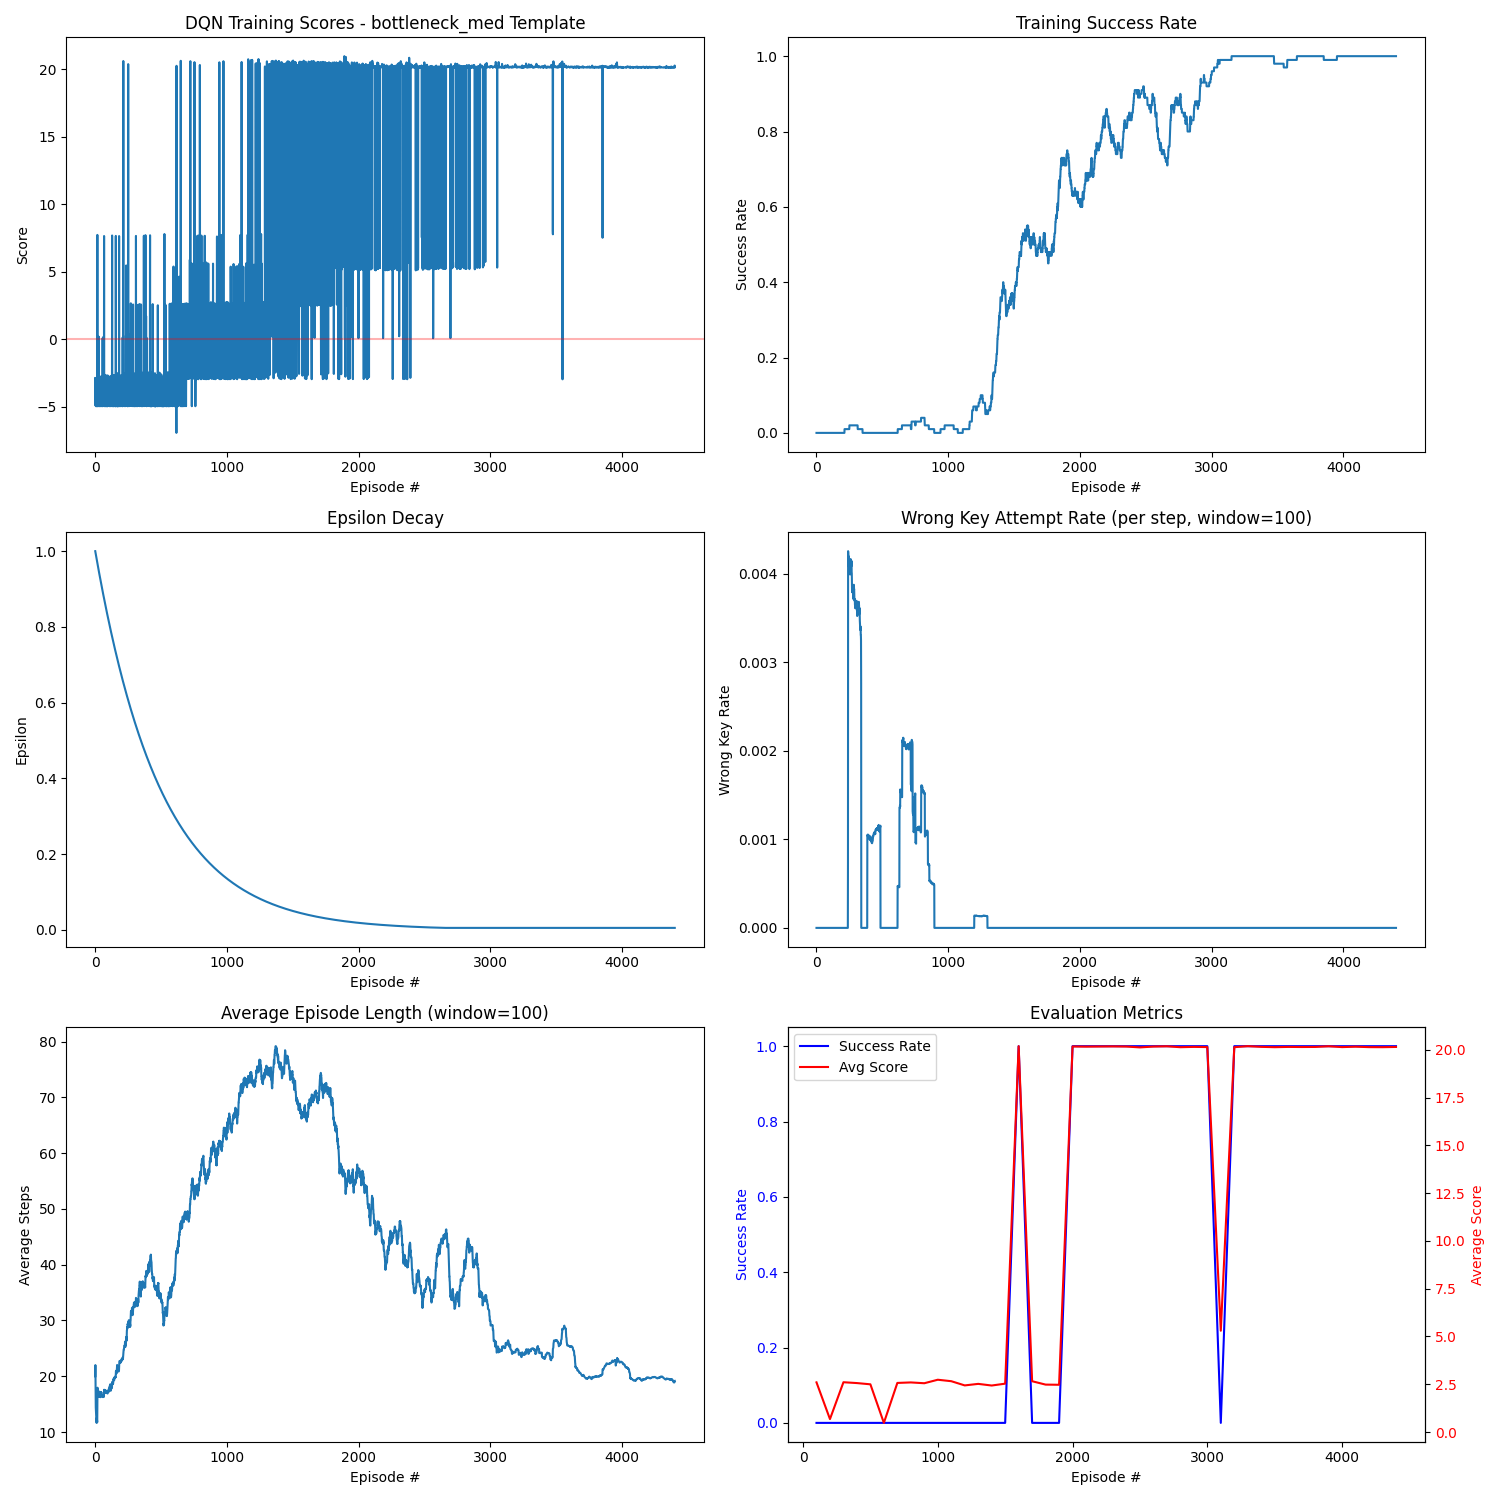 DQN Training Scores - bottleneck_med Template
20
15
10
5
0
−5
Score
0 1000 2000 3000 4000
Episode #
Training Success Rate
1.0
0.8
0.6
0.4
0.2
0.0
Success Rate
0 1000 2000 3000 4000
Episode #
Epsilon Decay
1.0
0.8
0.6
0.4
0.2
0.0
Epsilon
0 1000 2000 3000 4000
Episode #
Wrong Key Attempt Rate (per step, window=100)
0.004
0.003
0.002
0.001
0.000
Wrong Key Rate
0 1000 2000 3000 4000
Episode #
Average Episode Length (window=100)
80
70
60
50
40
30
20
10
Average Steps
0 1000 2000 3000 4000
Episode #
Evaluation Metrics
Success Rate
Avg Score
1.0
0.8
0.6
0.4
0.2
0.0
Success Rate
20.0
17.5
15.0
12.5
10.0
7.5
5.0
2.5
0.0
Average Score
0 1000 2000 3000 4000
Episode #